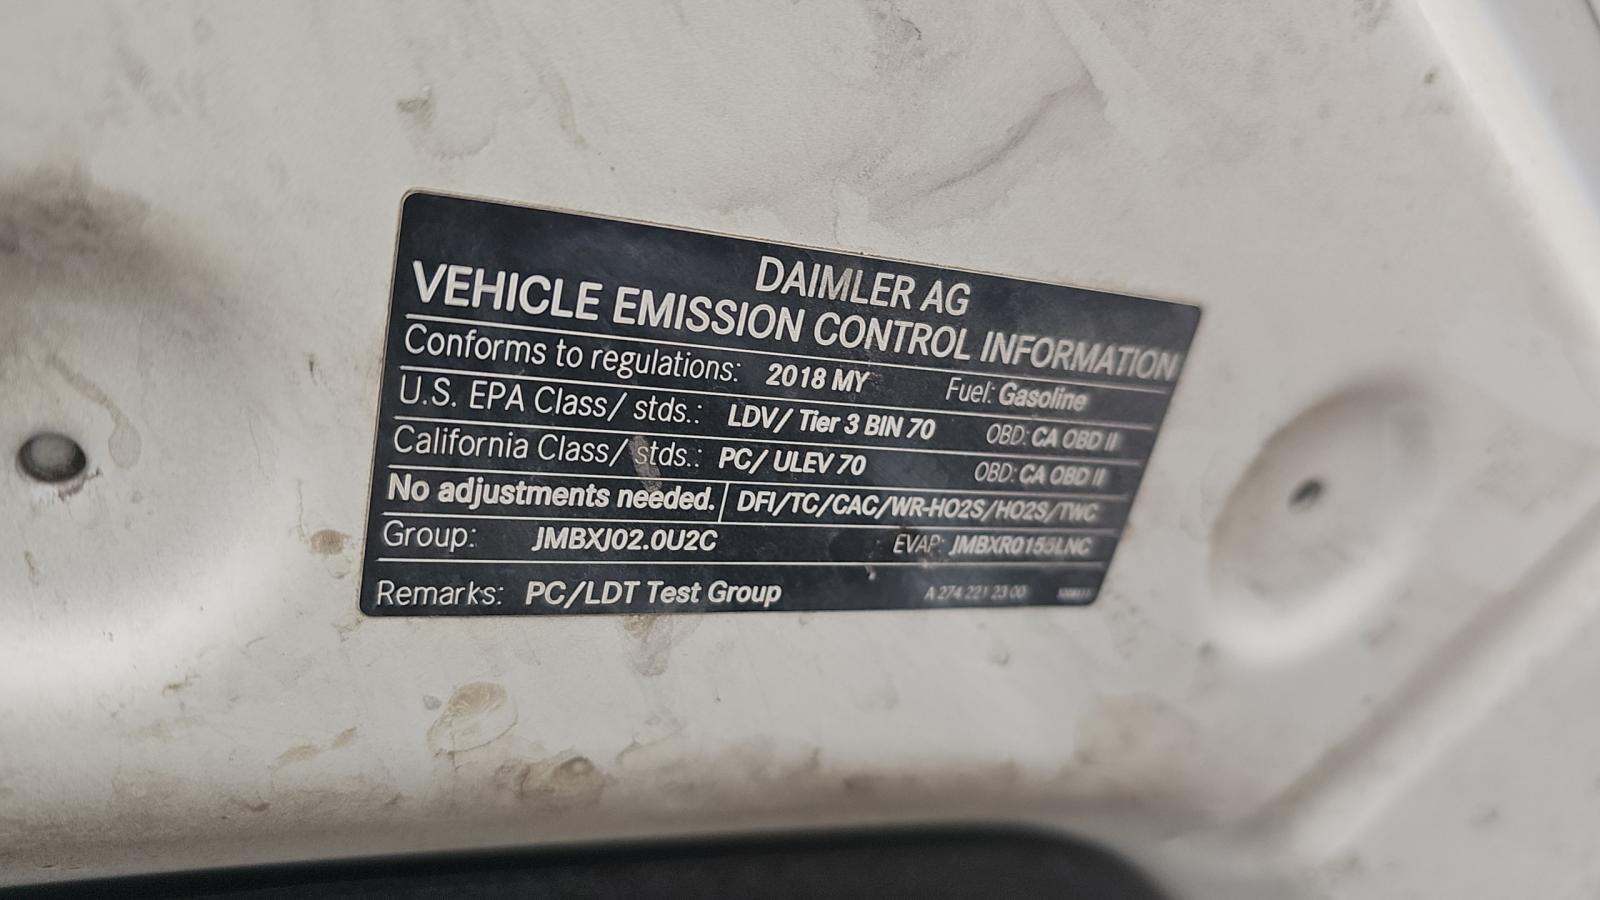 DAIMLER AG
VEHICLE EMISSION CONTROL INFORMATION
Conforms to regulations: 2018 MY Fuel: Gasoline
U.S. EPA Class/ stds.: LDV/ Tier 3 BIN 70 OBD: CA OBD II
California Class/ stds.: PC/ ULEV 70 OBD: CA OBD II
No adjustments needed. DFI/TC/CAC/WR-HO2S/HO2S/TWC
Group: JMBXJ02.0U2C EVAP: JMBXR0155LNC
Remarks: PC/LDT Test Group A 274 221 23 00